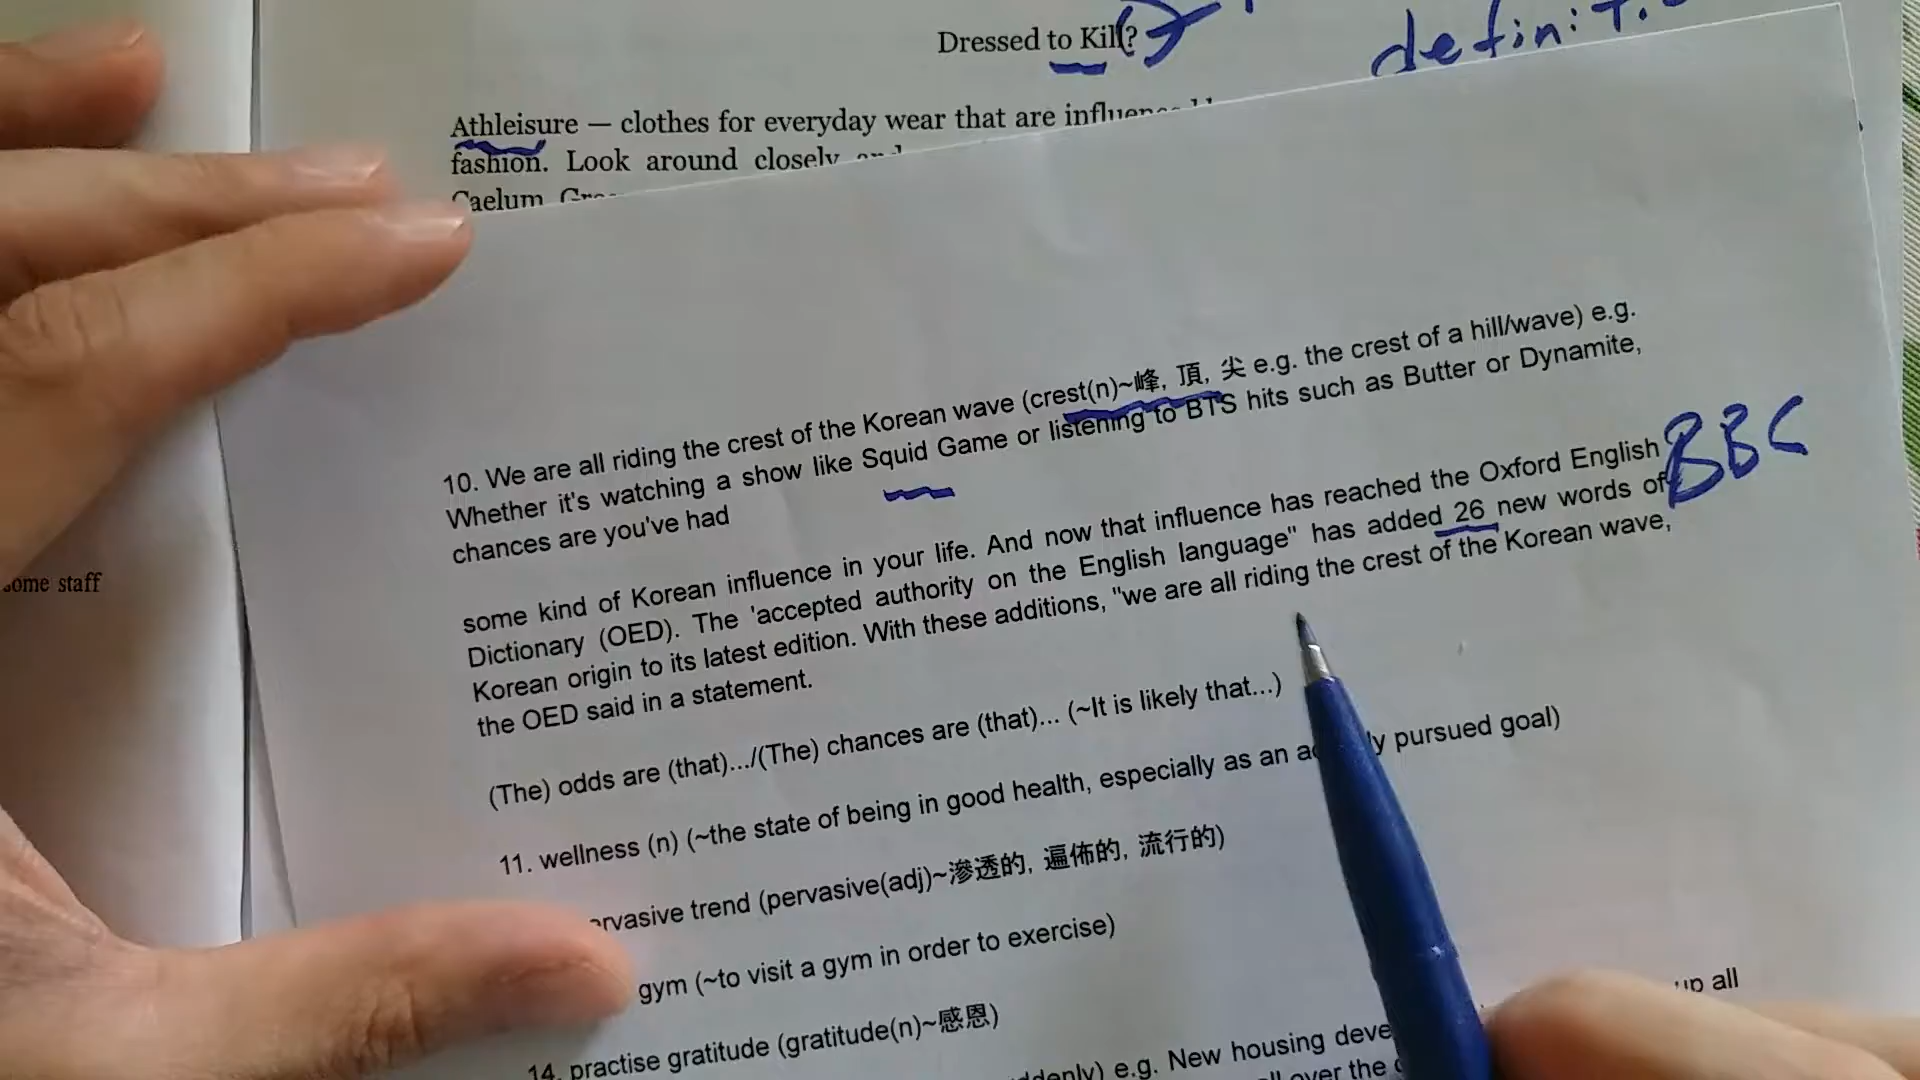 Dressed to Kill?
defin
Athleisure — clothes for everyday wear that are
fashion. Look around closely
Caelum
some staff
10. We are all riding the crest of the Korean wave (crest(n)~峰, 頂, 尖 e.g. the crest of a hill/wave) e.g.
Whether it's watching a show like Squid Game or listening to BTS hits such as Butter or Dynamite,
chances are you've had
some kind of Korean influence in your life. And now that influence has reached the Oxford English
BBC
Dictionary (OED). The 'accepted authority on the English language" has added 26 new words of
Korean origin to its latest edition. With these additions, "we are all riding the crest of the Korean wave,
the OED said in a statement.
(The) odds are (that).../(The) chances are (that)... (~It is likely that...)
11. wellness (n) (~the state of being in good health, especially as an pursued goal)
trend (pervasive(adj)~滲透的, 遍佈的, 流行的)
gym (~to visit a gym in order to exercise)
14. practise gratitude (gratitude(n)~感恩)
up all
e.g. New housing
over the